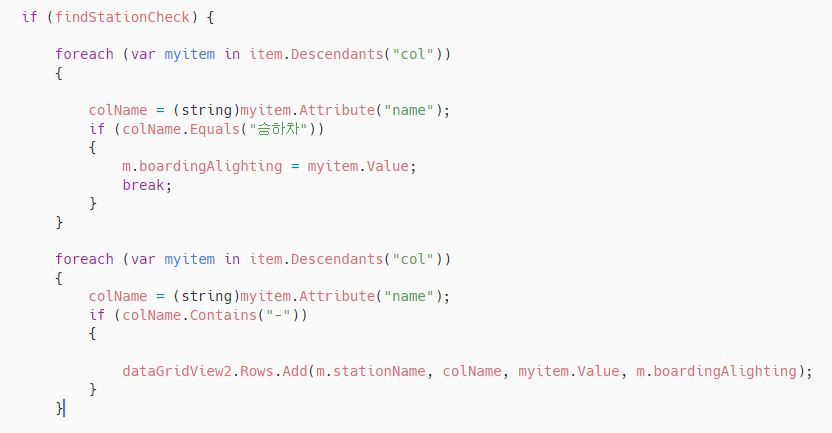 if (findStationCheck) {
foreach (var myitem in item.Descendants("col"))
{
colName = (string)myitem.Attribute("name");
if (colName.Equals("승하차"))
{
m.boardingAlighting = myitem.Value;
break;
}
}
foreach (var myitem in item.Descendants("col"))
{
colName = (string)myitem.Attribute("name");
if (colName.Contains("-"))
{
dataGridView2.Rows.Add(m.stationName, colName, myitem.Value, m.boardingAlighting);
}
}